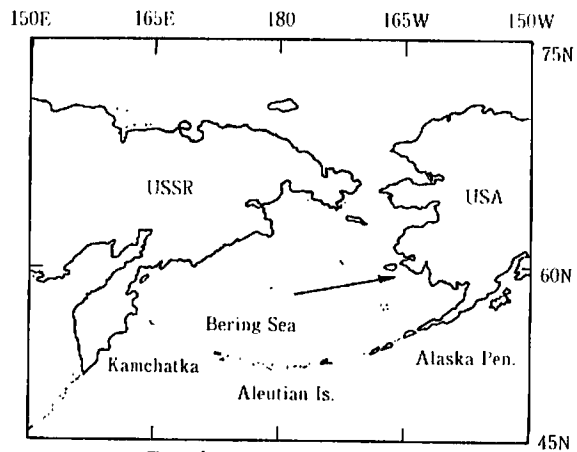 150E 165E 180 165W 150W
75N
USSR USA
60N
Bering Sea
Kamchatka Alaska Pen.
Aleutian Is.
45N